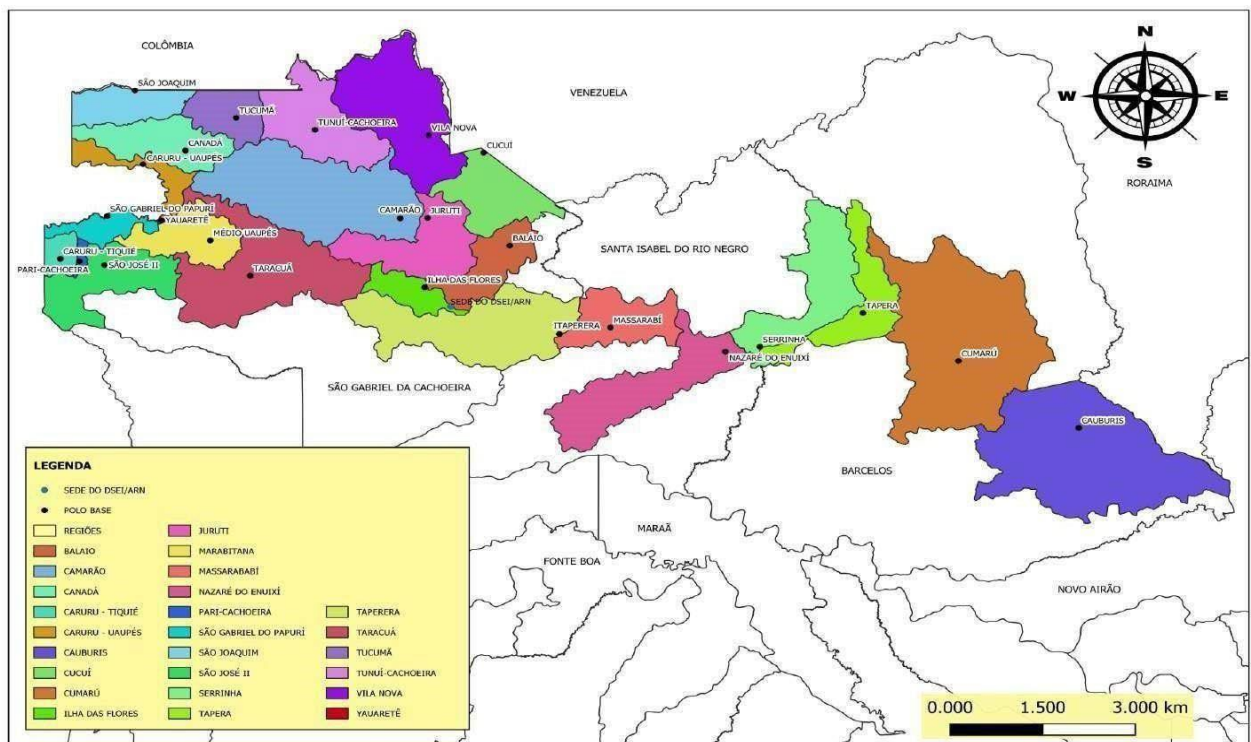 COLÔMBIA
VENEZUELA
RORAIMA
N
W
E
S
SÃO JOAQUIM
TUCUMÃ
TUNUÍ-CACHOEIRA
VILA NOVA
CUCUÍ
CANADÁ
CARURU - UAUPÉS
SÃO GABRIEL DO PAPURÍ
YAUARETÊ
MÉDIO UAUPÉS
CAMARÃO
JURUTI
BALAIO
SANTA ISABEL DO RIO NEGRO
CARURU - TIQUIÉ
PARI-CACHOEIRA
SÃO JOSÉ II
TARACUÁ
ILHA DAS FLORES
SEDE DO DSEI/ARN
ITAPERERA
MASSARABÍ
TAPERA
SERRINHA
NAZARÉ DO ENUIXÍ
CUMARÚ
SÃO GABRIEL DA CACHOEIRA
CAUBURIS
BARCELOS
MARAÃ
FONTE BOA
NOVO AIRÃO
LEGENDA
SEDE DO DSEI/ARN
POLO BASE
REGIÕES
BALAIO
CAMARÃO
CANADÁ
CARURU - TIQUIÉ
CARURU - UAUPÉS
CAUBURIS
CUCUÍ
CUMARÚ
ILHA DAS FLORES
JURUTI
MARABITANA
MASSARABABÍ
NAZARÉ DO ENUIXÍ
PARI-CACHOEIRA
SÃO GABRIEL DO PAPURÍ
SÃO JOAQUIM
SÃO JOSÉ II
SERRINHA
TAPERA
TAPERERA
TARACUÁ
TUCUMÃ
TUNUÍ-CACHOEIRA
VILA NOVA
YAUARETÊ
0.000 1.500 3.000 km